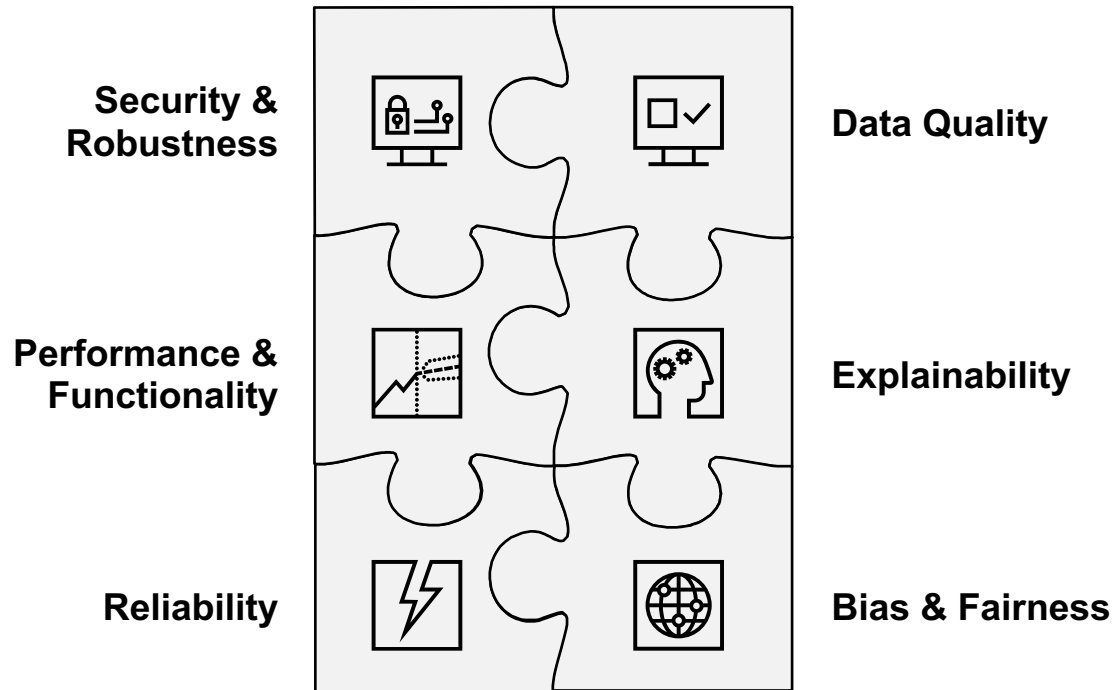 Security &
Robustness
Data Quality
Performance &
Functionality
Explainability
Reliability
Bias & Fairness